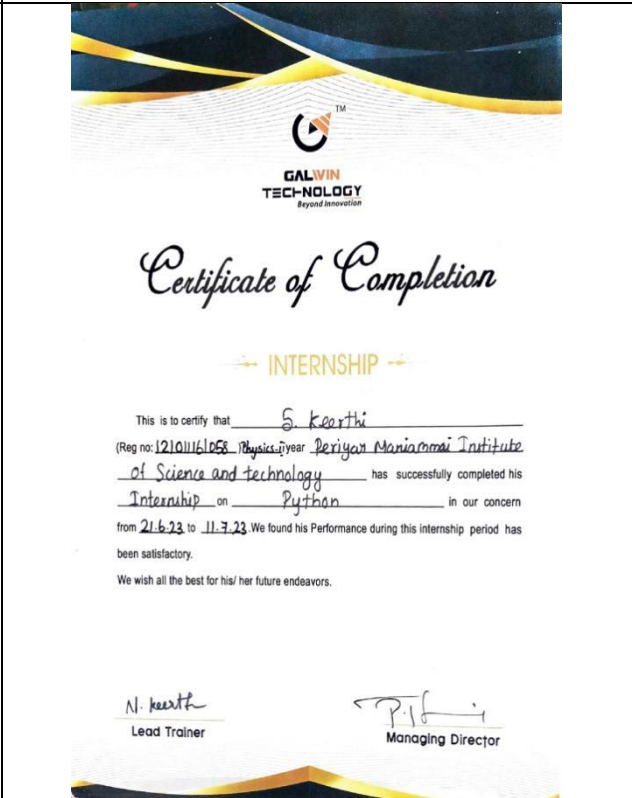 TM
GALWIN
TECHNOLOGY
Beyond Innovation
Certificate of Completion
INTERNSHIP
This is to certify that S. Keerthi
(Reg no: 121011161058 )Physics-II year Periyar Maniammai Institute
of Science and technology has successfully completed his
Internship on Python in our concern
from 21.6.23 to 11.7.23.We found his Performance during this internship period has
been satisfactory.
We wish all the best for his/ her future endeavors.
N. keerth
Lead Trainer
Managing Director